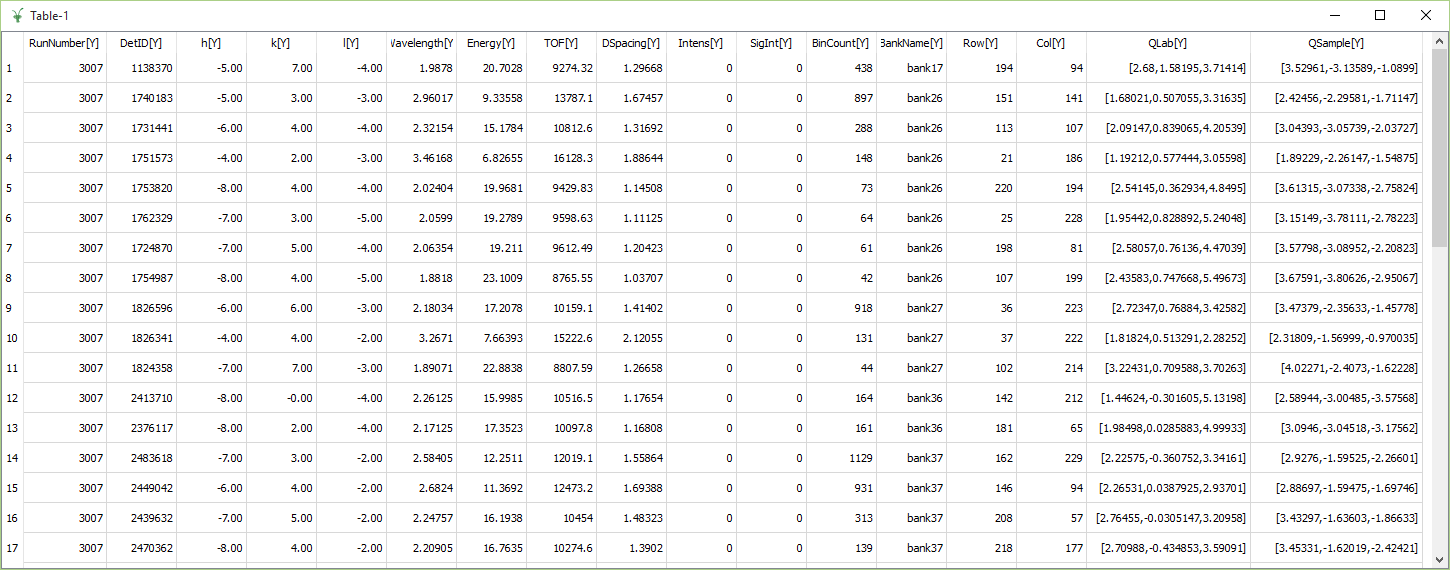 Table-1
RunNumber[Y] DetID[Y] h[Y] k[Y] l[Y] Wavelength[Y Energy[Y] TOF[Y] DSpacing[Y] Intens[Y] SigInt[Y] BinCount[Y] BankName[Y] Row[Y] Col[Y] QLab[Y] QSample[Y]
1 3007 1138370 -5.00 7.00 -4.00 1.9878 20.7028 9274.32 1.29668 0 0 438 bank17 194 94 [2.68,1.58195,3.71414] [3.52961,-3.13589,-1.0899]
2 3007 1740183 -5.00 3.00 -3.00 2.96017 9.33558 13787.1 1.67457 0 0 897 bank26 151 141 [1.68021,0.507055,3.31635] [2.42456,-2.29581,-1.71147]
3 3007 1731441 -6.00 4.00 -4.00 2.32154 15.1784 10812.6 1.31692 0 0 288 bank26 113 107 [2.09147,0.839065,4.20539] [3.04393,-3.05739,-2.03727]
4 3007 1751573 -4.00 2.00 -3.00 3.46168 6.82655 16128.3 1.88644 0 0 148 bank26 21 186 [1.19212,0.577444,3.05598] [1.89229,-2.26147,-1.54875]
5 3007 1753820 -8.00 4.00 -4.00 2.02404 19.9681 9429.83 1.14508 0 0 73 bank26 220 194 [2.54145,0.362934,4.8495] [3.61315,-3.07338,-2.75824]
6 3007 1762329 -7.00 3.00 -5.00 2.0599 19.2789 9598.63 1.11125 0 0 64 bank26 25 228 [1.95442,0.828892,5.24048] [3.15149,-3.78111,-2.78223]
7 3007 1724870 -7.00 5.00 -4.00 2.06354 19.211 9612.49 1.20423 0 0 61 bank26 198 81 [2.58057,0.76136,4.47039] [3.57798,-3.08952,-2.20823]
8 3007 1754987 -8.00 4.00 -5.00 1.8818 23.1009 8765.55 1.03707 0 0 42 bank26 107 199 [2.43583,0.747668,5.49673] [3.67591,-3.80626,-2.95067]
9 3007 1826596 -6.00 6.00 -3.00 2.18034 17.2078 10159.1 1.41402 0 0 918 bank27 36 223 [2.72347,0.76884,3.42582] [3.47379,-2.35633,-1.45778]
10 3007 1826341 -4.00 4.00 -2.00 3.2671 7.66393 15222.6 2.12055 0 0 131 bank27 37 222 [1.81824,0.513291,2.28252] [2.31809,-1.56999,-0.970035]
11 3007 1824358 -7.00 7.00 -3.00 1.89071 22.8838 8807.59 1.26658 0 0 44 bank27 102 214 [3.22431,0.709588,3.70263] [4.02271,-2.4073,-1.62228]
12 3007 2413710 -8.00 -0.00 -4.00 2.26125 15.9985 10516.5 1.17654 0 0 164 bank36 142 212 [1.44624,-0.301605,5.13198] [2.58944,-3.00485,-3.57568]
13 3007 2376117 -8.00 2.00 -4.00 2.17125 17.3523 10097.8 1.16808 0 0 161 bank36 181 65 [1.98498,0.0285883,4.99933] [3.0946,-3.04518,-3.17562]
14 3007 2483618 -7.00 3.00 -2.00 2.58405 12.2511 12019.1 1.55864 0 0 1129 bank37 162 229 [2.22575,-0.360752,3.34161] [2.9276,-1.59525,-2.26601]
15 3007 2449042 -6.00 4.00 -2.00 2.6824 11.3692 12473.2 1.69388 0 0 931 bank37 146 94 [2.26531,0.0387925,2.93701] [2.88697,-1.59475,-1.69746]
16 3007 2439632 -7.00 5.00 -2.00 2.24757 16.1938 10454 1.48323 0 0 313 bank37 208 57 [2.76455,-0.0305147,3.20958] [3.43297,-1.63603,-1.86633]
17 3007 2470362 -8.00 4.00 -2.00 2.20905 16.7635 10274.6 1.3902 0 0 139 bank37 218 177 [2.70988,-0.434853,3.59091] [3.45331,-1.62019,-2.42421]